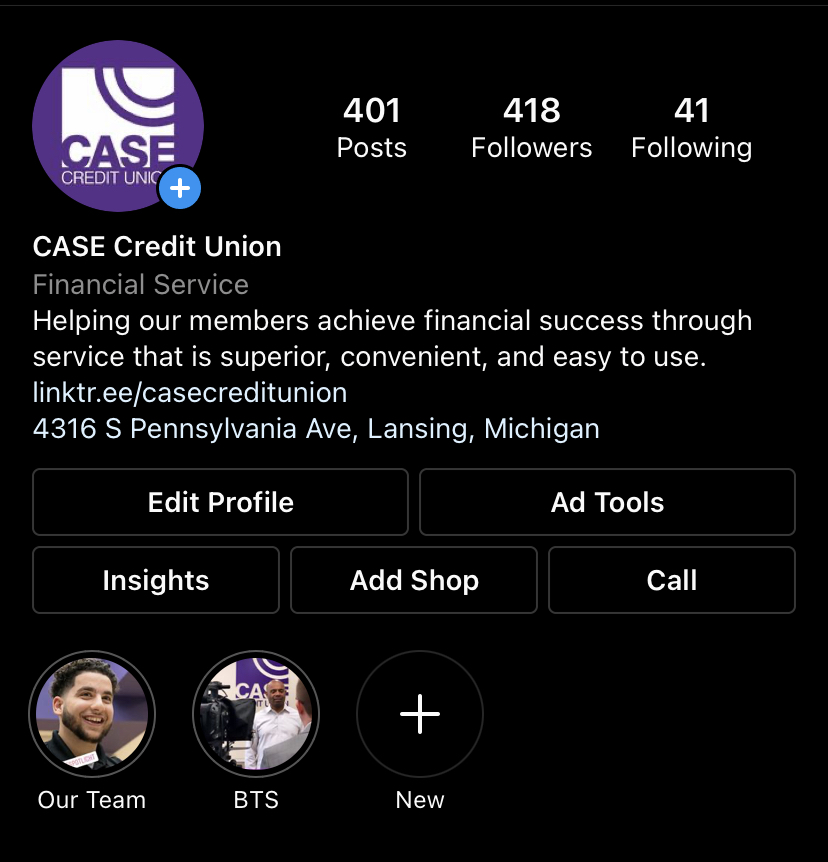 CASE
CREDIT UNIO
401
Posts
418
Followers
41
Following
CASE Credit Union
Financial Service
Helping our members achieve financial success through
service that is superior, convenient, and easy to use.
linktr.ee/casecreditunion
4316 S Pennsylvania Ave, Lansing, Michigan
Edit Profile
Ad Tools
Insights
Add Shop
Call
SPOTLIGHT
CAS
Our Team
BTS
New